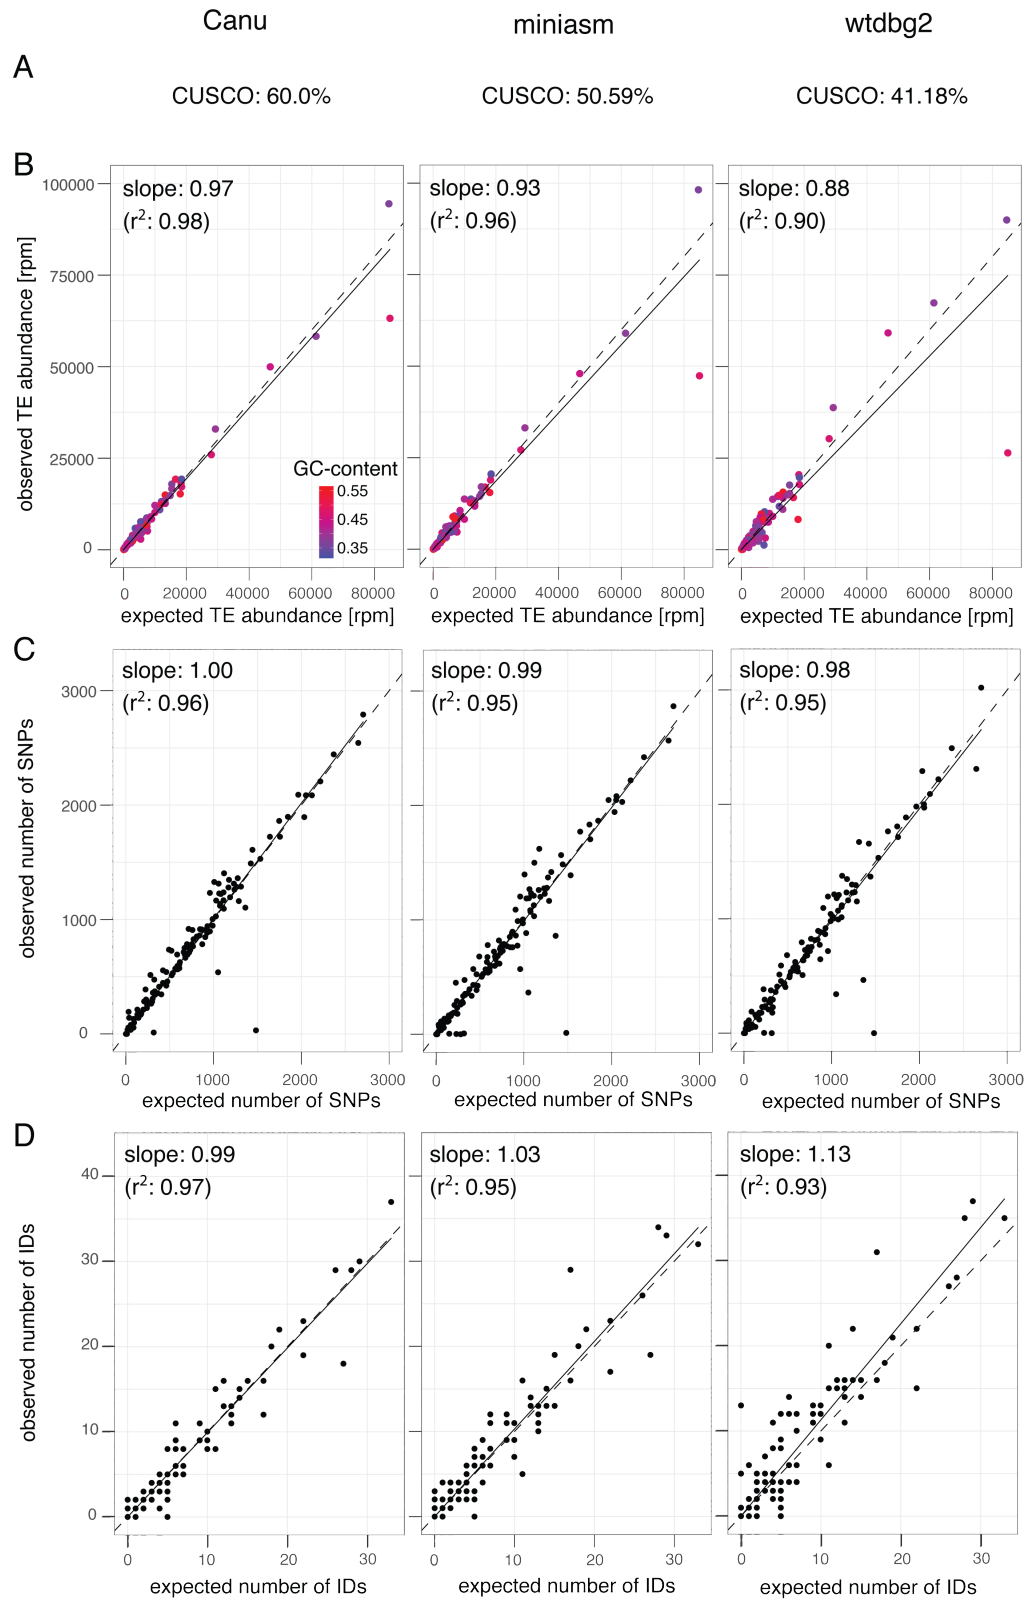 Canu miniasm wtdbg2
A
CUSCO: 60.0% CUSCO: 50.59% CUSCO: 41.18%
B
slope: 0.97
(r²: 0.98)
slope: 0.93
(r²: 0.96)
slope: 0.88
(r²: 0.90)
observed TE abundance [rpm]
100000
75000
50000
25000
0
GC-content
0.55
0.45
0.35
0 20000 40000 60000 80000
0 20000 40000 60000 80000
0 20000 40000 60000 80000
expected TE abundance [rpm] expected TE abundance [rpm] expected TE abundance [rpm]
C
slope: 1.00
(r²: 0.96)
slope: 0.99
(r²: 0.95)
slope: 0.98
(r²: 0.95)
observed number of SNPs
3000
2000
1000
0
0 1000 2000 3000
0 1000 2000 3000
0 1000 2000 3000
expected number of SNPs expected number of SNPs expected number of SNPs
D
slope: 0.99
(r²: 0.97)
slope: 1.03
(r²: 0.95)
slope: 1.13
(r²: 0.93)
observed number of IDs
40
30
20
10
0
0 10 20 30
0 10 20 30
0 10 20 30
expected number of IDs expected number of IDs expected number of IDs